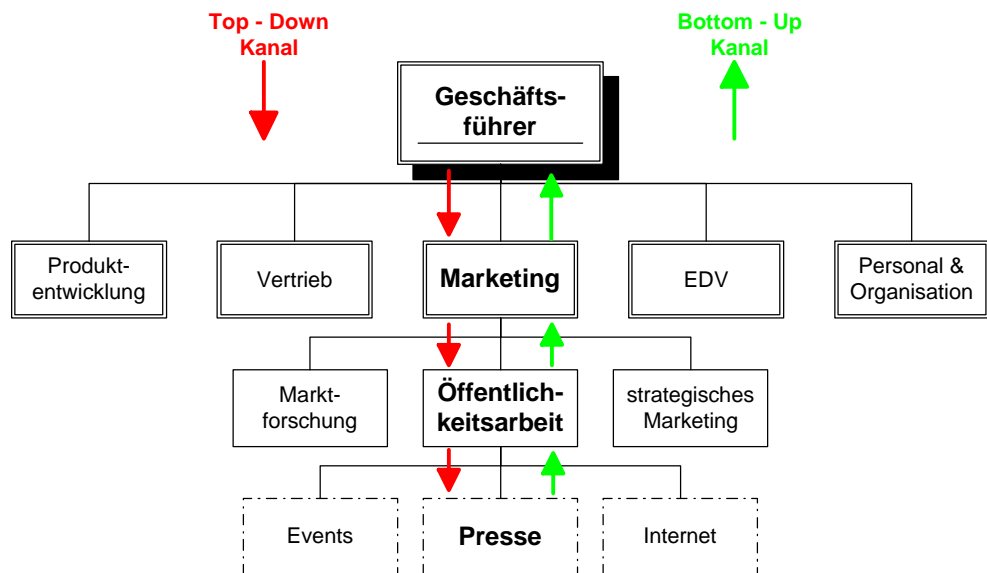 Top - Down
Kanal
Bottom - Up
Kanal
Geschäfts-
führer
Produkt-
entwicklung
Vertrieb
Marketing
EDV
Personal &
Organisation
Markt-
forschung
Öffentlich-
keitsarbeit
strategisches
Marketing
Events
Presse
Internet